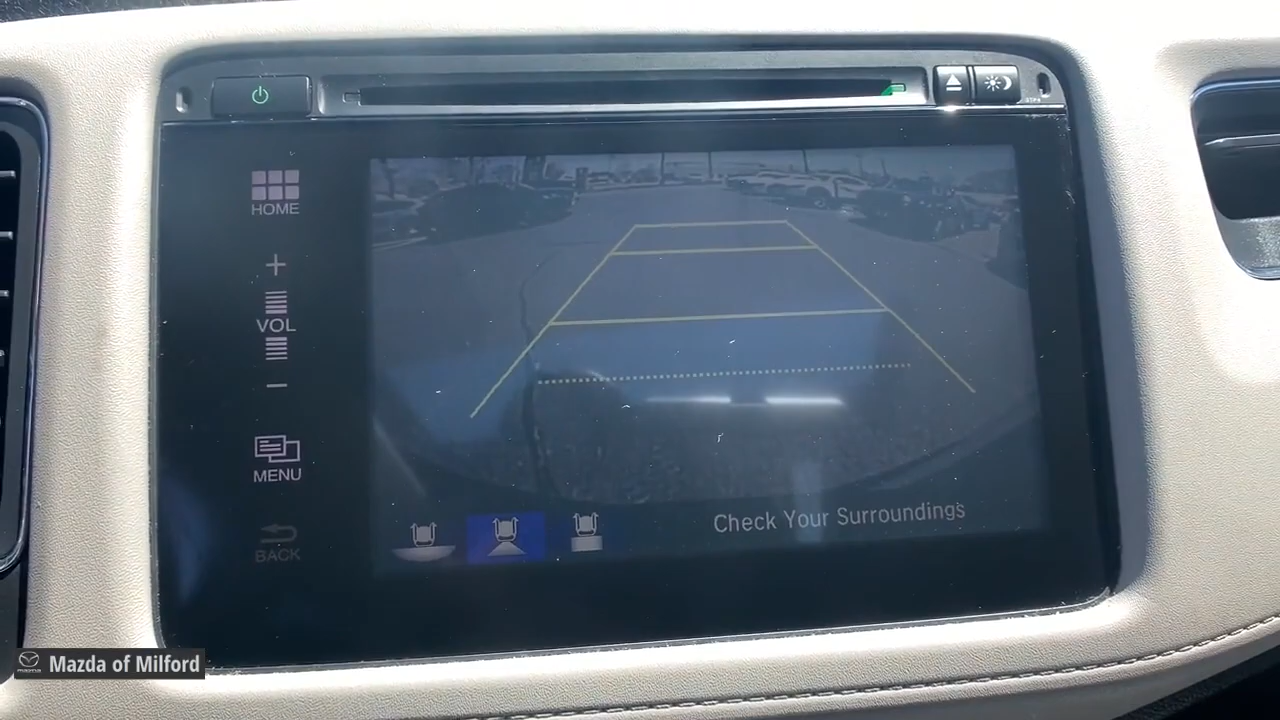 HOME
+
VOL
−
MENU
BACK
Check Your Surroundings
Mazda of Milford